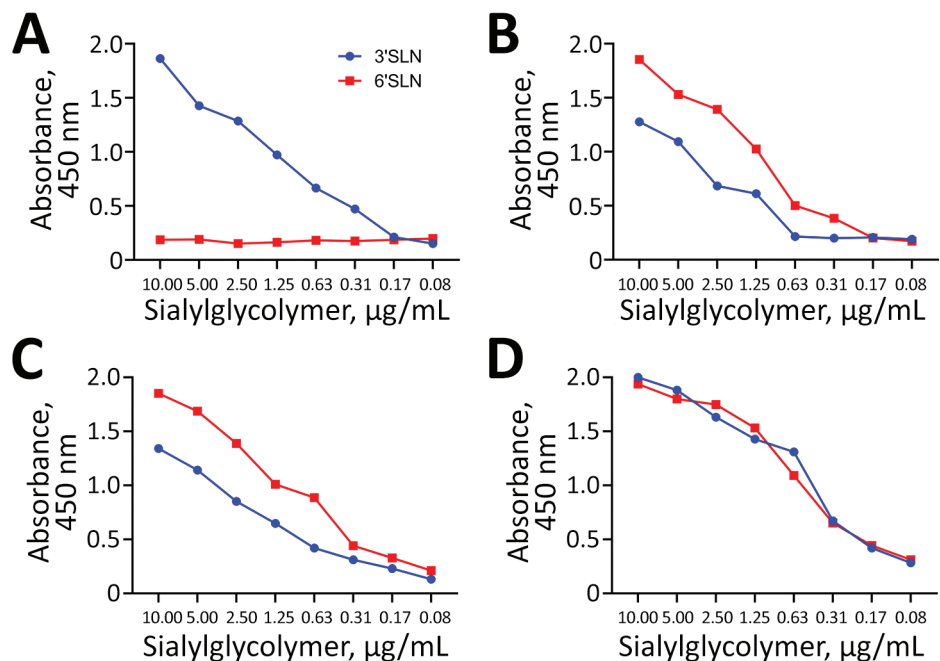 A
Absorbance,
450 nm
2.0
1.5
1.0
0.5
0
3'SLN
6'SLN
10.00 5.00 2.50 1.25 0.63 0.31 0.17 0.08
Sialylglycolymer, µg/mL
B
Absorbance,
450 nm
2.0
1.5
1.0
0.5
0
10.00 5.00 2.50 1.25 0.63 0.31 0.17 0.08
Sialylglycolymer, µg/mL
C
Absorbance,
450 nm
2.0
1.5
1.0
0.5
0
10.00 5.00 2.50 1.25 0.63 0.31 0.17 0.08
Sialylglycolymer, µg/mL
D
Absorbance,
450 nm
2.0
1.5
1.0
0.5
0
10.00 5.00 2.50 1.25 0.63 0.31 0.17 0.08
Sialylglycolymer, µg/mL